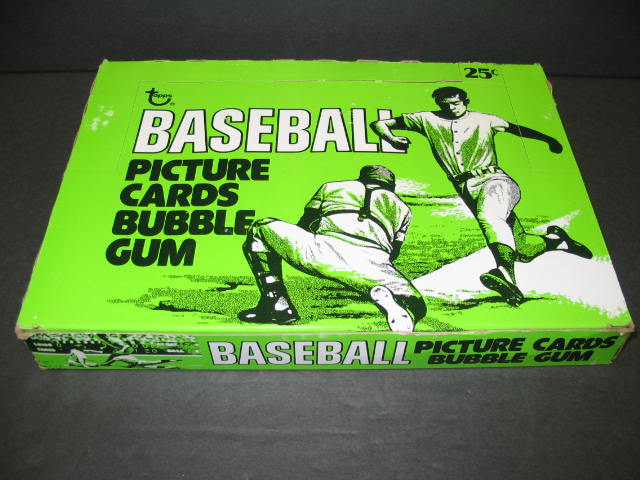 25¢
topps
BASEBALL
PICTURE
CARDS
BUBBLE
GUM
BASEBALL PICTURE CARDS
BUBBLE GUM